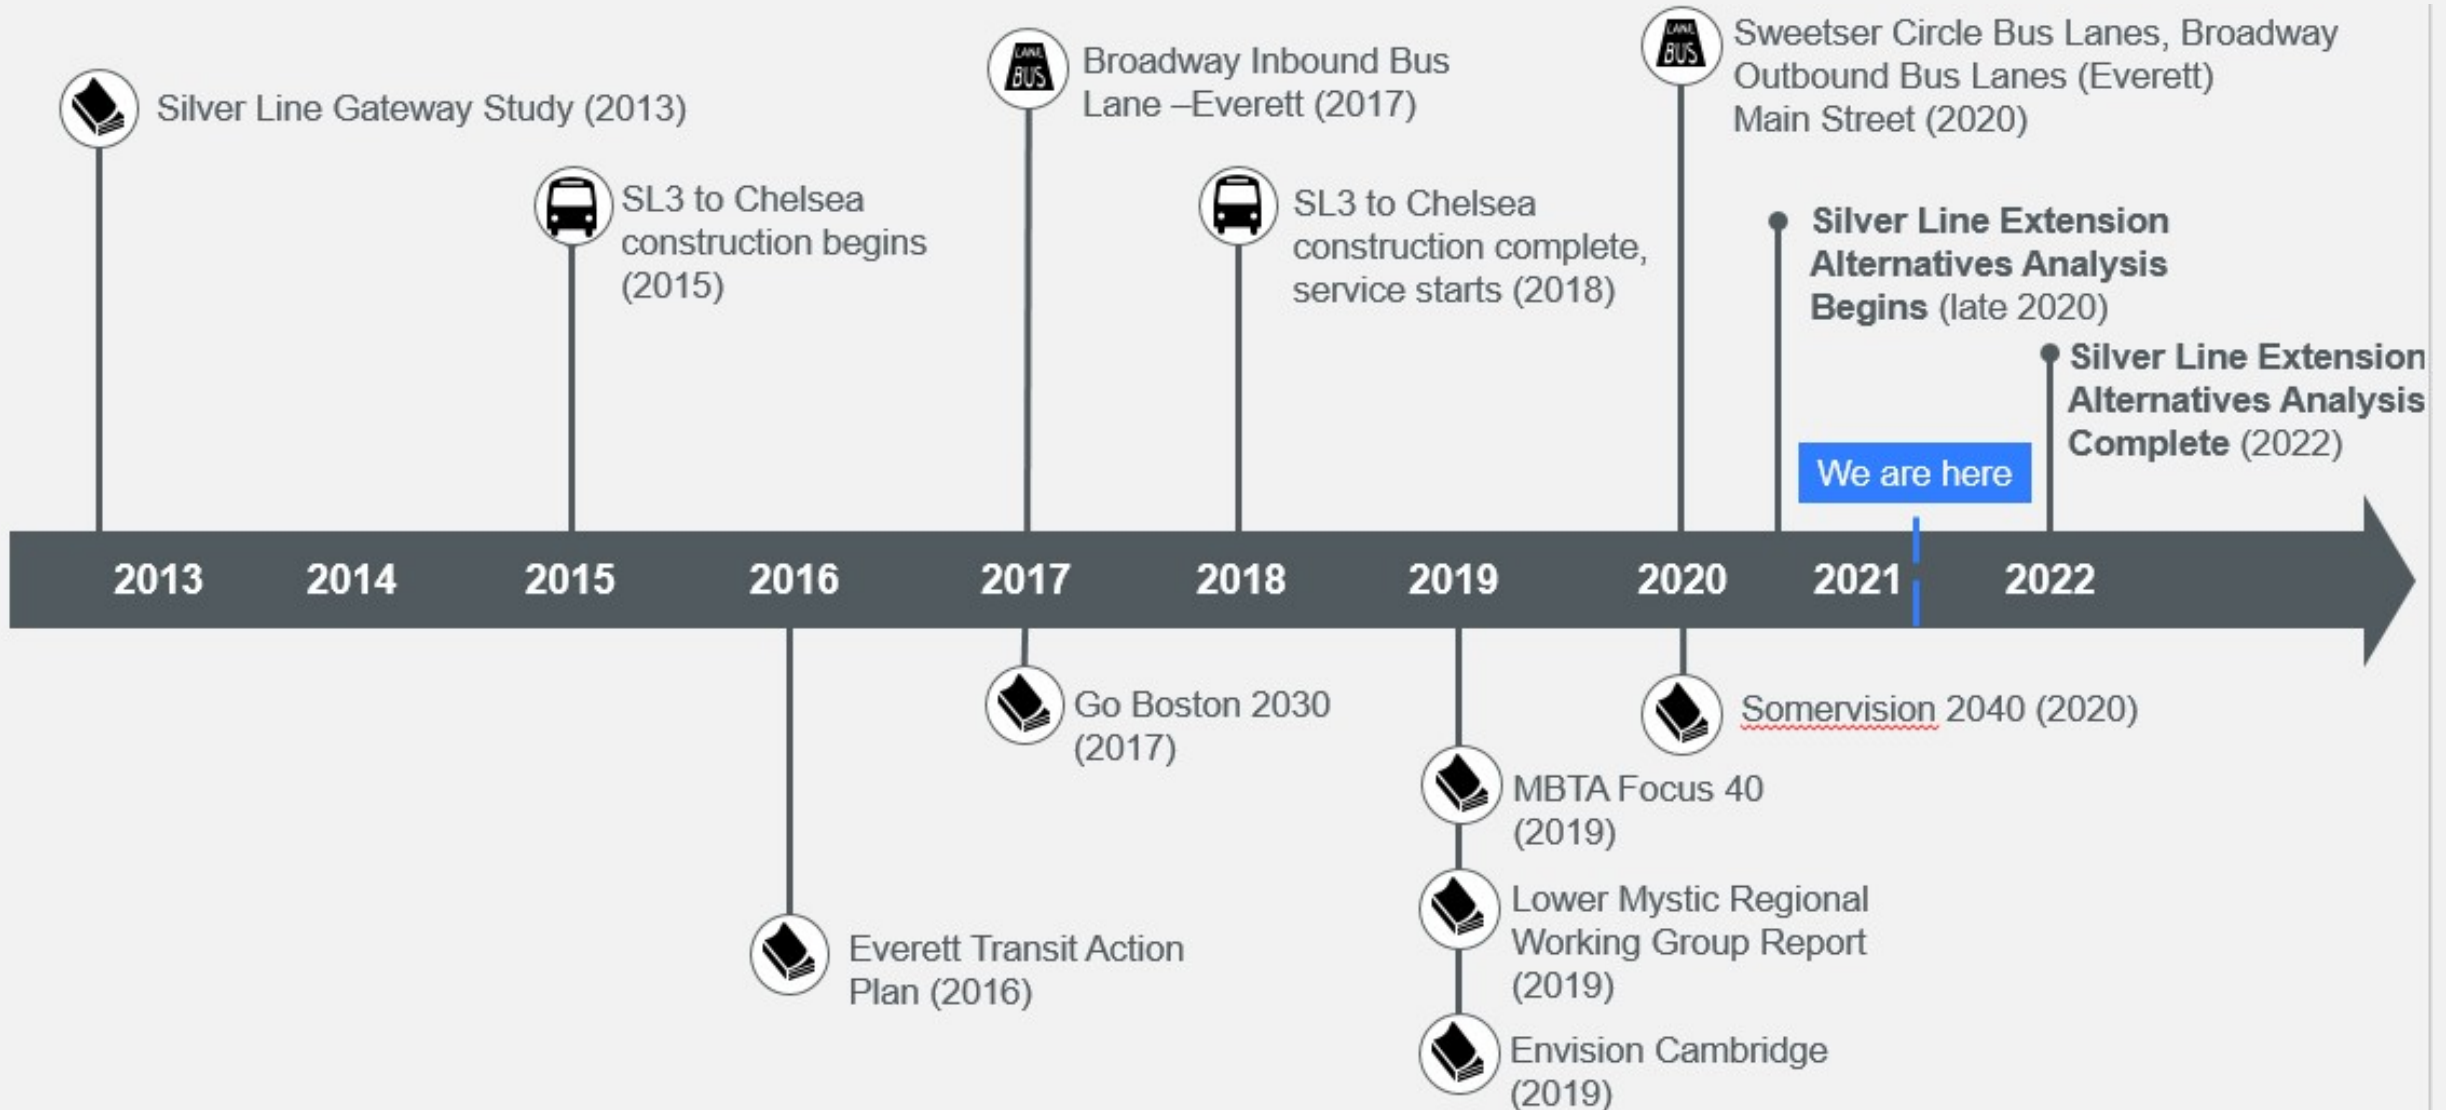 Silver Line Gateway Study (2013)
SL3 to Chelsea
construction begins
(2015)
LANE
BUS
Broadway Inbound Bus
Lane –Everett (2017)
SL3 to Chelsea
construction complete,
service starts (2018)
LANE
BUS
Sweetser Circle Bus Lanes, Broadway
Outbound Bus Lanes (Everett)
Main Street (2020)
Silver Line Extension
Alternatives Analysis
Begins (late 2020)
Silver Line Extension
Alternatives Analysis
Complete (2022)
We are here
2013 2014 2015 2016 2017 2018 2019 2020 2021 2022
Everett Transit Action
Plan (2016)
Go Boston 2030
(2017)
MBTA Focus 40
(2019)
Lower Mystic Regional
Working Group Report
(2019)
Envision Cambridge
(2019)
Somervision 2040 (2020)